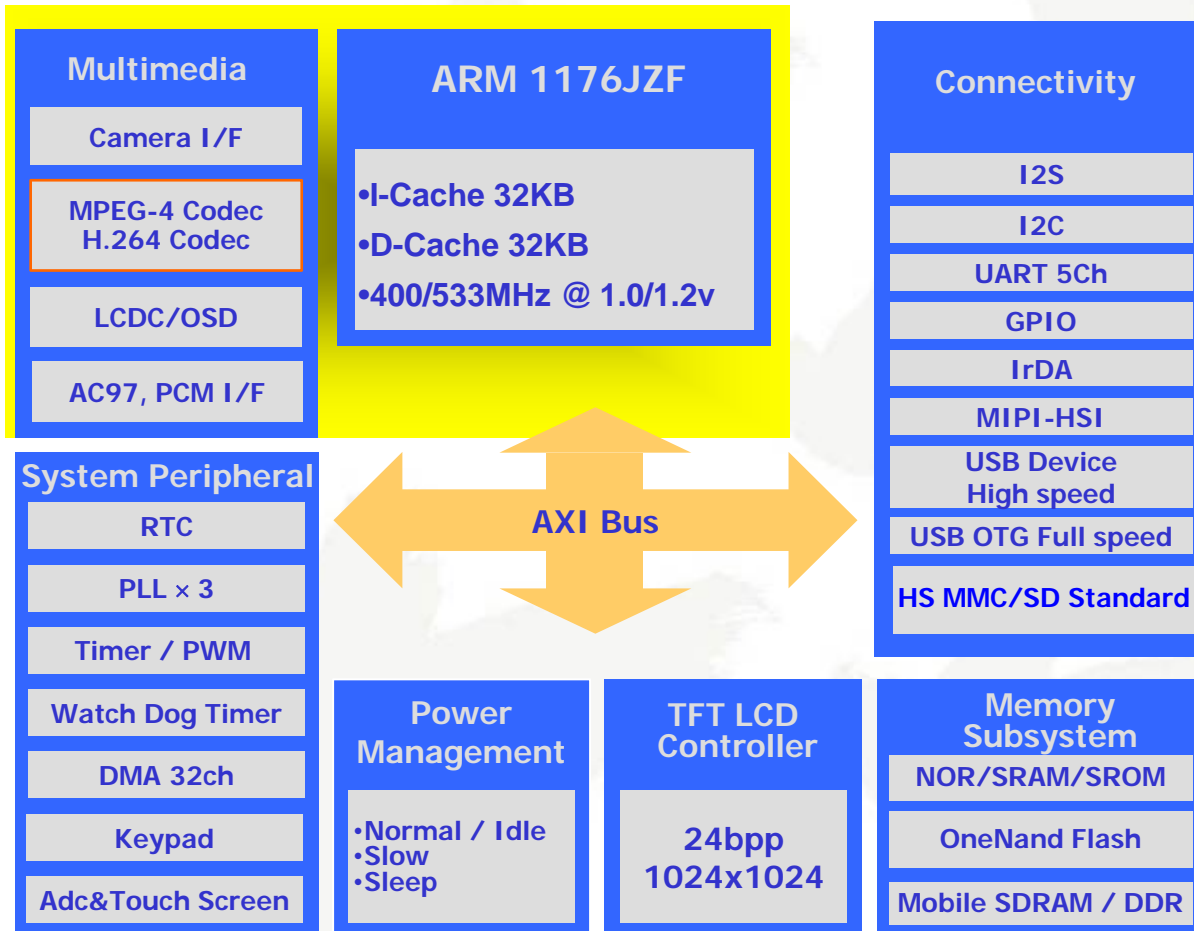 Multimedia
Camera I/F
MPEG-4 Codec
H.264 Codec
LCDC/OSD
AC97, PCM I/F
ARM 1176JZF
•I-Cache 32KB
•D-Cache 32KB
•400/533MHz @ 1.0/1.2v
Connectivity
I2S
I2C
UART 5Ch
GPIO
IrDA
MIPI-HSI
USB Device
High speed
USB OTG Full speed
HS MMC/SD Standard
AXI Bus
System Peripheral
RTC
PLL × 3
Timer / PWM
Watch Dog Timer
DMA 32ch
Keypad
Adc&Touch Screen
Power
Management
•Normal / Idle
•Slow
•Sleep
TFT LCD
Controller
24bpp
1024x1024
Memory
Subsystem
NOR/SRAM/SROM
OneNand Flash
Mobile SDRAM / DDR